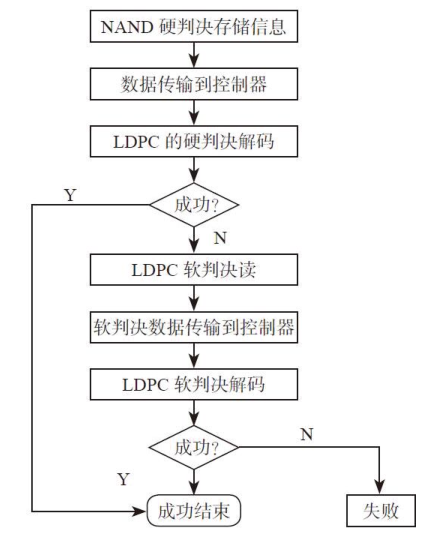 NAND 硬判决存储信息
数据传输到控制器
LDPC 的硬判决解码
Y
成功?
N
LDPC 软判决读
软判决数据传输到控制器
LDPC 软判决解码
成功?
N
Y
成功结束
失败